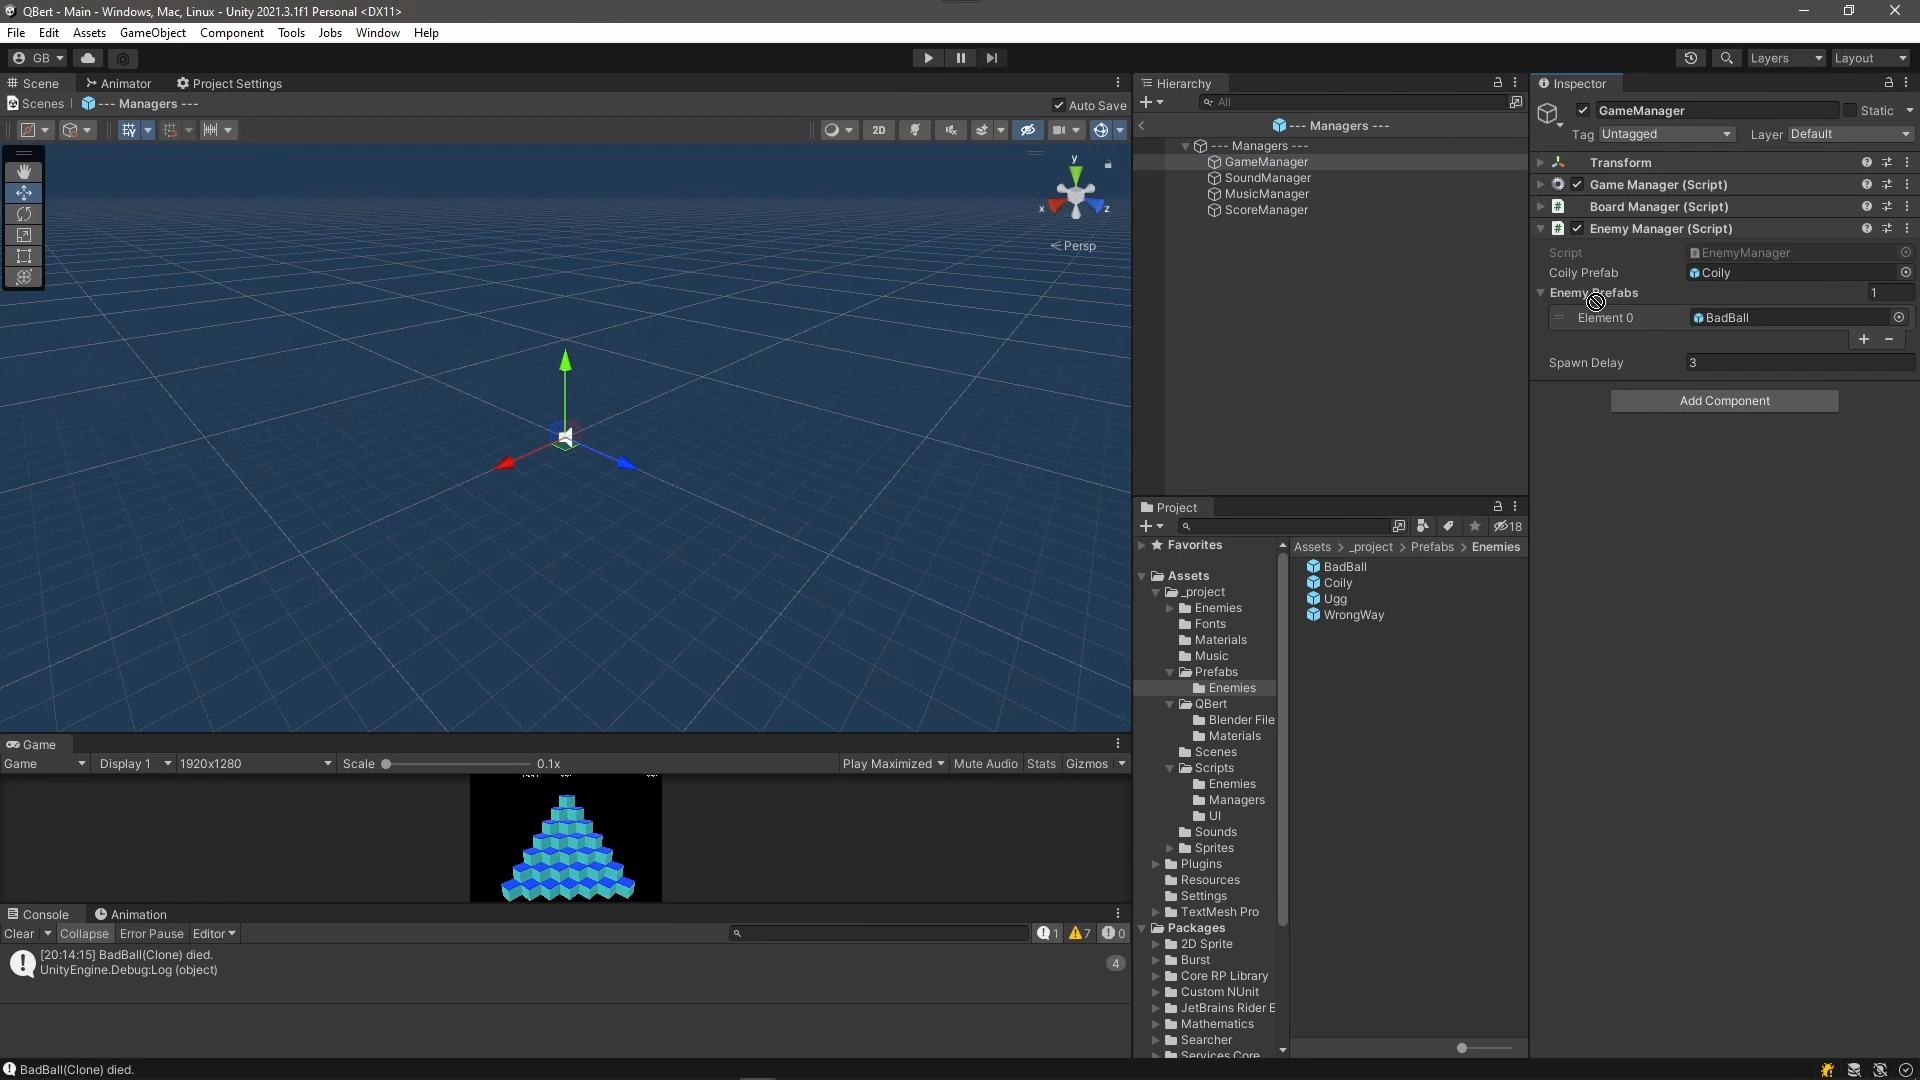 QBert - Main - Windows, Mac, Linux - Unity 2021.3.1f1 Personal <DX11>
File Edit Assets GameObject Component Tools Jobs Window Help
GB
Layers
Layout
Scene
Animator
Project Settings
Scenes
--- Managers ---
Auto Save
2D
y
x
z
Persp
Game
Game
Display 1
1920x1280
Scale
0.1x
Play Maximized
Mute Audio
Stats
Gizmos
Console
Animation
Clear
Collapse
Error Pause
Editor
1
7
0
[20:14:15] BadBall(Clone) died.
UnityEngine.Debug:Log (object)
4
BadBall(Clone) died.
Hierarchy
All
--- Managers ---
--- Managers ---
GameManager
SoundManager
MusicManager
ScoreManager
Project
18
Favorites
Assets
_project
Enemies
Fonts
Materials
Music
Prefabs
Enemies
QBert
Blender File
Materials
Scenes
Scripts
Enemies
Managers
UI
Sounds
Sprites
Plugins
Resources
Settings
TextMesh Pro
Packages
2D Sprite
Burst
Core RP Library
Custom NUnit
JetBrains Rider E
Mathematics
Searcher
Services Core
Assets > _project > Prefabs > Enemies
BadBall
Coily
Ugg
WrongWay
Inspector
GameManager
Static
Tag Untagged
Layer Default
Transform
Game Manager (Script)
Board Manager (Script)
Enemy Manager (Script)
Script EnemyManager
Coily Prefab Coily
Enemy Prefabs 1
Element 0 BadBall
Spawn Delay 3
Add Component